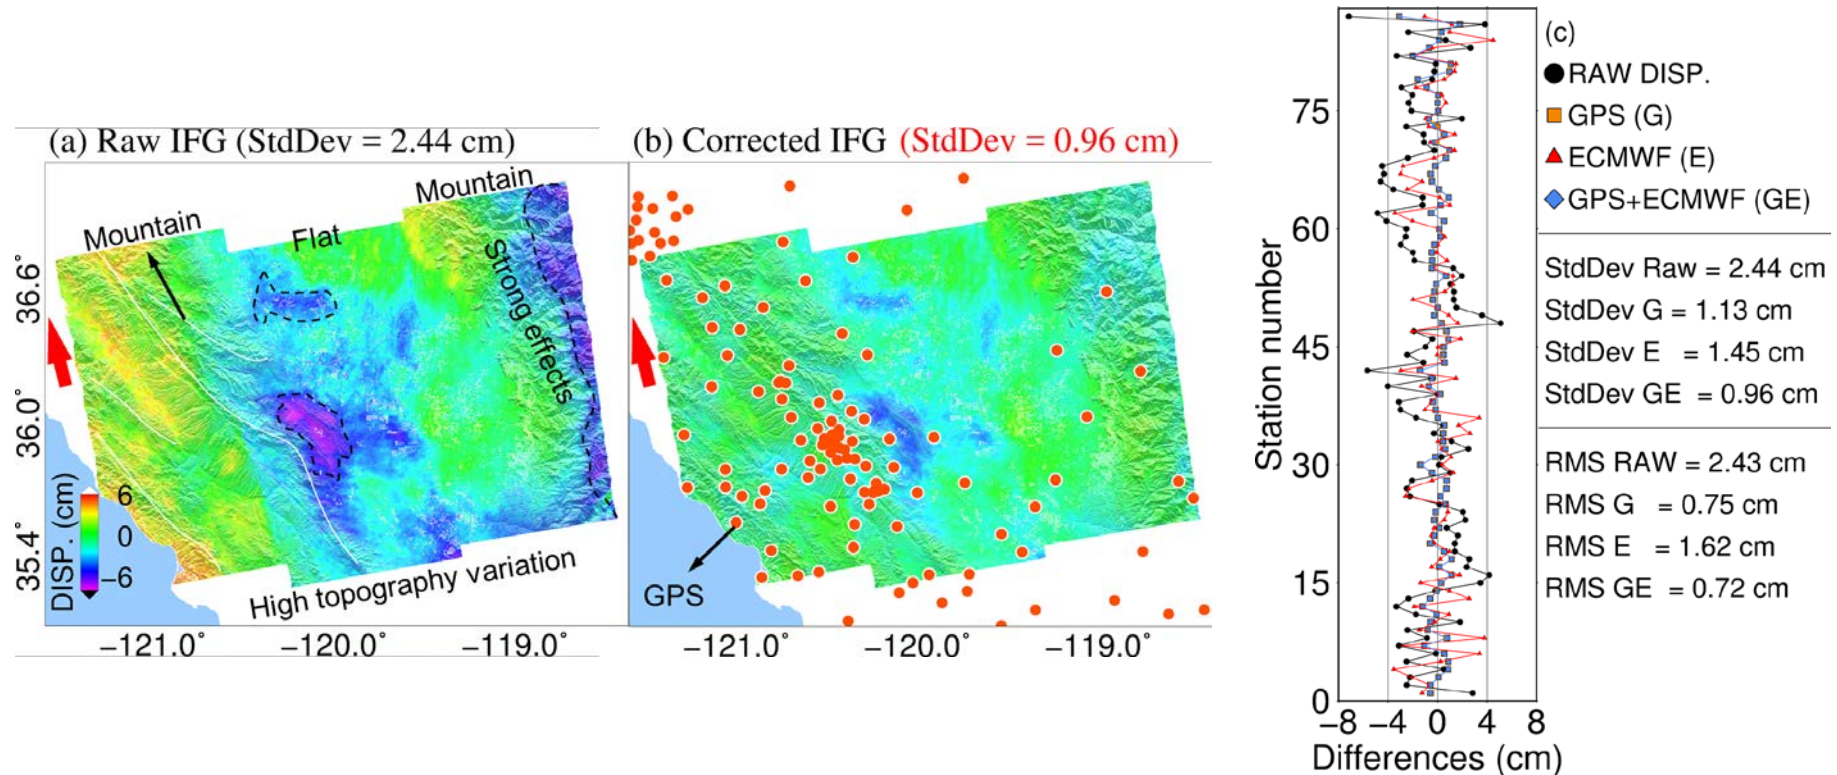 (a) Raw IFG (StdDev = 2.44 cm)
Mountain
Flat
Mountain
Strong effects
High topography variation
DISP. (cm)
6
0
−6
36.6˚
36.0˚
35.4˚
−121.0˚
−120.0˚
−119.0˚
(b) Corrected IFG (StdDev = 0.96 cm)
GPS
−121.0˚
−120.0˚
−119.0˚
(c)
RAW DISP.
GPS (G)
ECMWF (E)
GPS+ECMWF (GE)
StdDev Raw = 2.44 cm
StdDev G = 1.13 cm
StdDev E = 1.45 cm
StdDev GE = 0.96 cm
RMS RAW = 2.43 cm
RMS G = 0.75 cm
RMS E = 1.62 cm
RMS GE = 0.72 cm
Station number
75
60
45
30
15
0
−8 −4 0 4 8
Differences (cm)